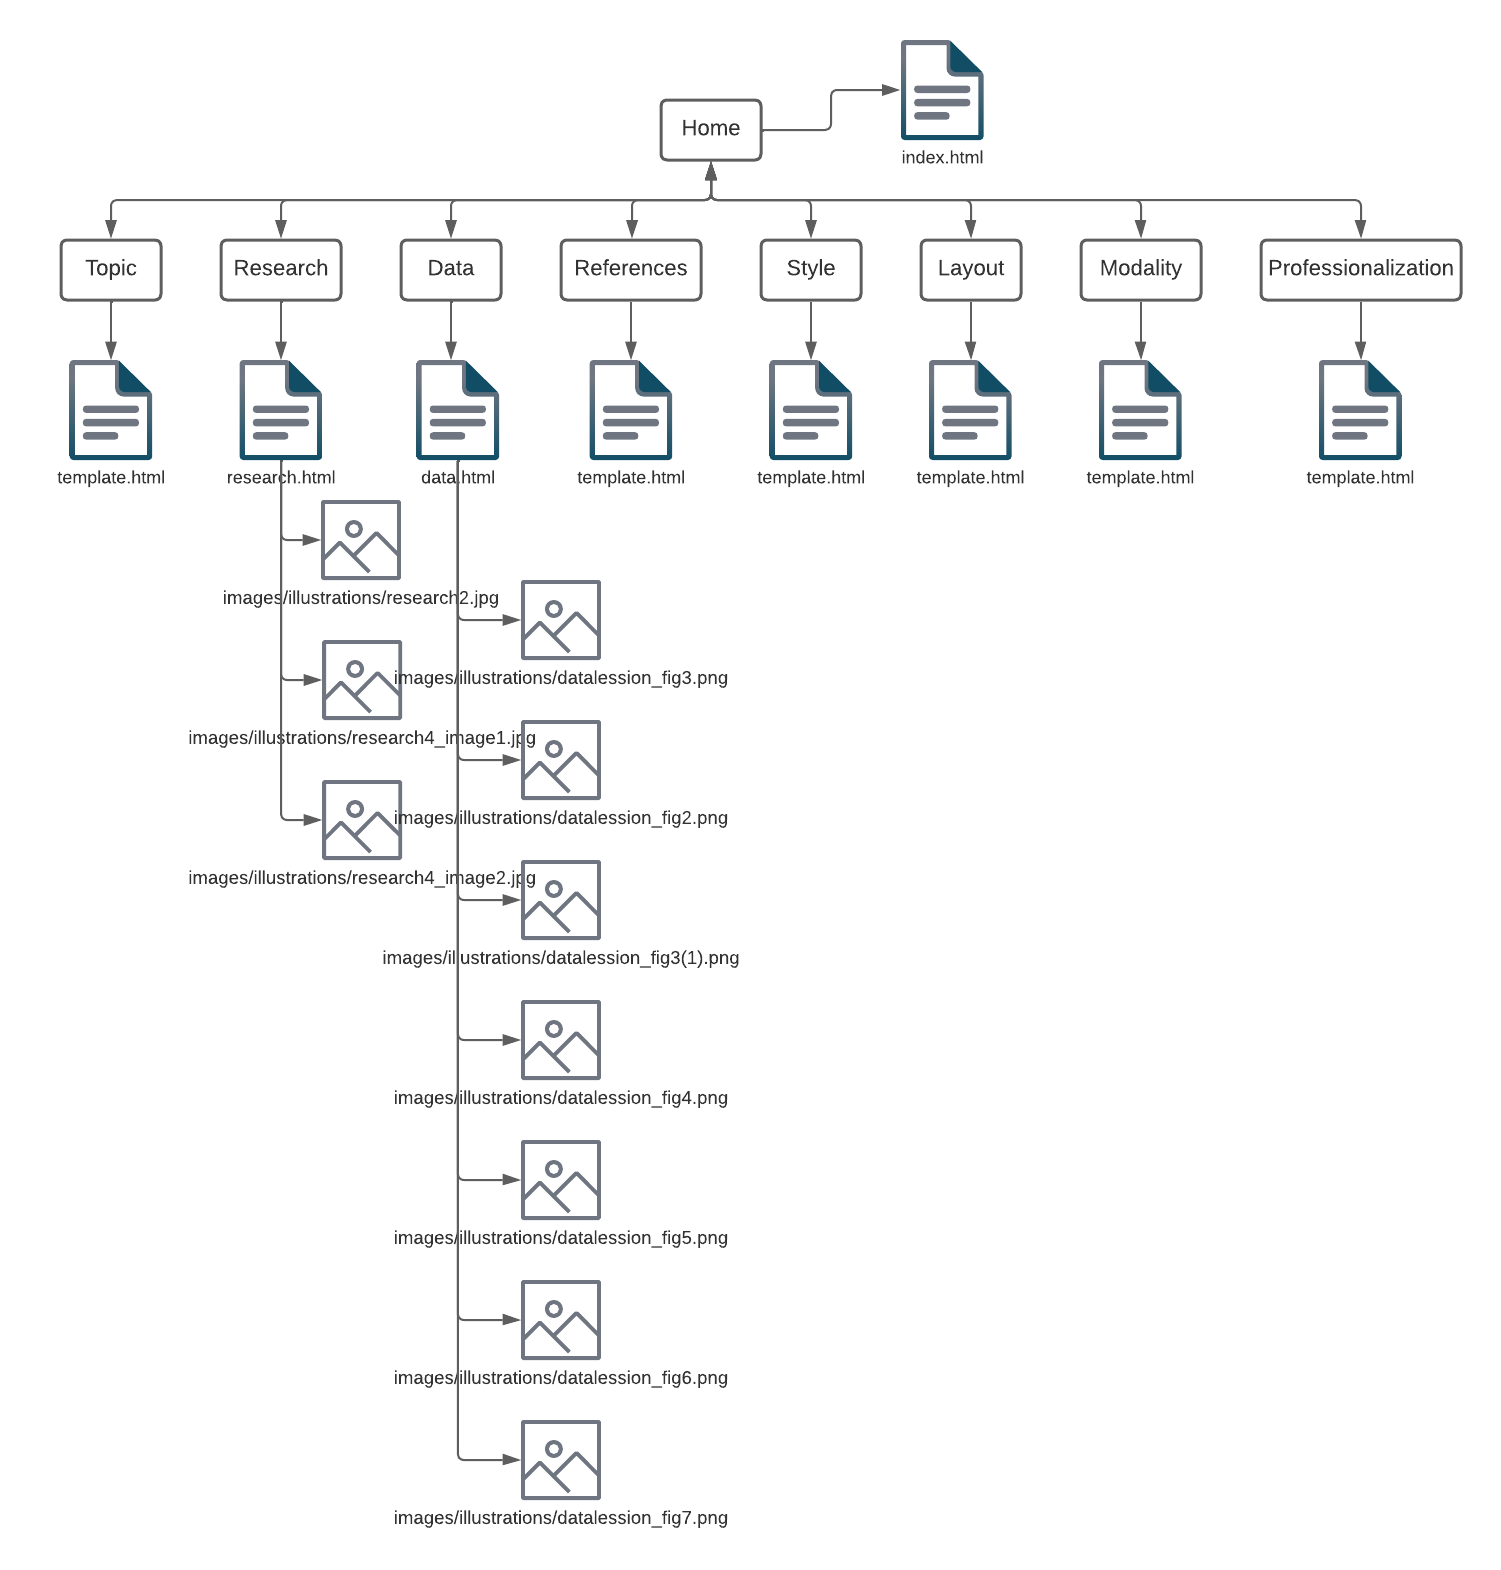 Home
index.html
Topic
Research
Data
References
Style
Layout
Modality
Professionalization
template.html
research.html
data.html
template.html
template.html
template.html
template.html
template.html
images/illustrations/research2.jpg
images/illustrations/datalession_fig3.png
images/illustrations/research4_image1.jpg
images/illustrations/datalession_fig2.png
images/illustrations/research4_image2.jpg
images/illustrations/datalession_fig3(1).png
images/illustrations/datalession_fig4.png
images/illustrations/datalession_fig5.png
images/illustrations/datalession_fig6.png
images/illustrations/datalession_fig7.png